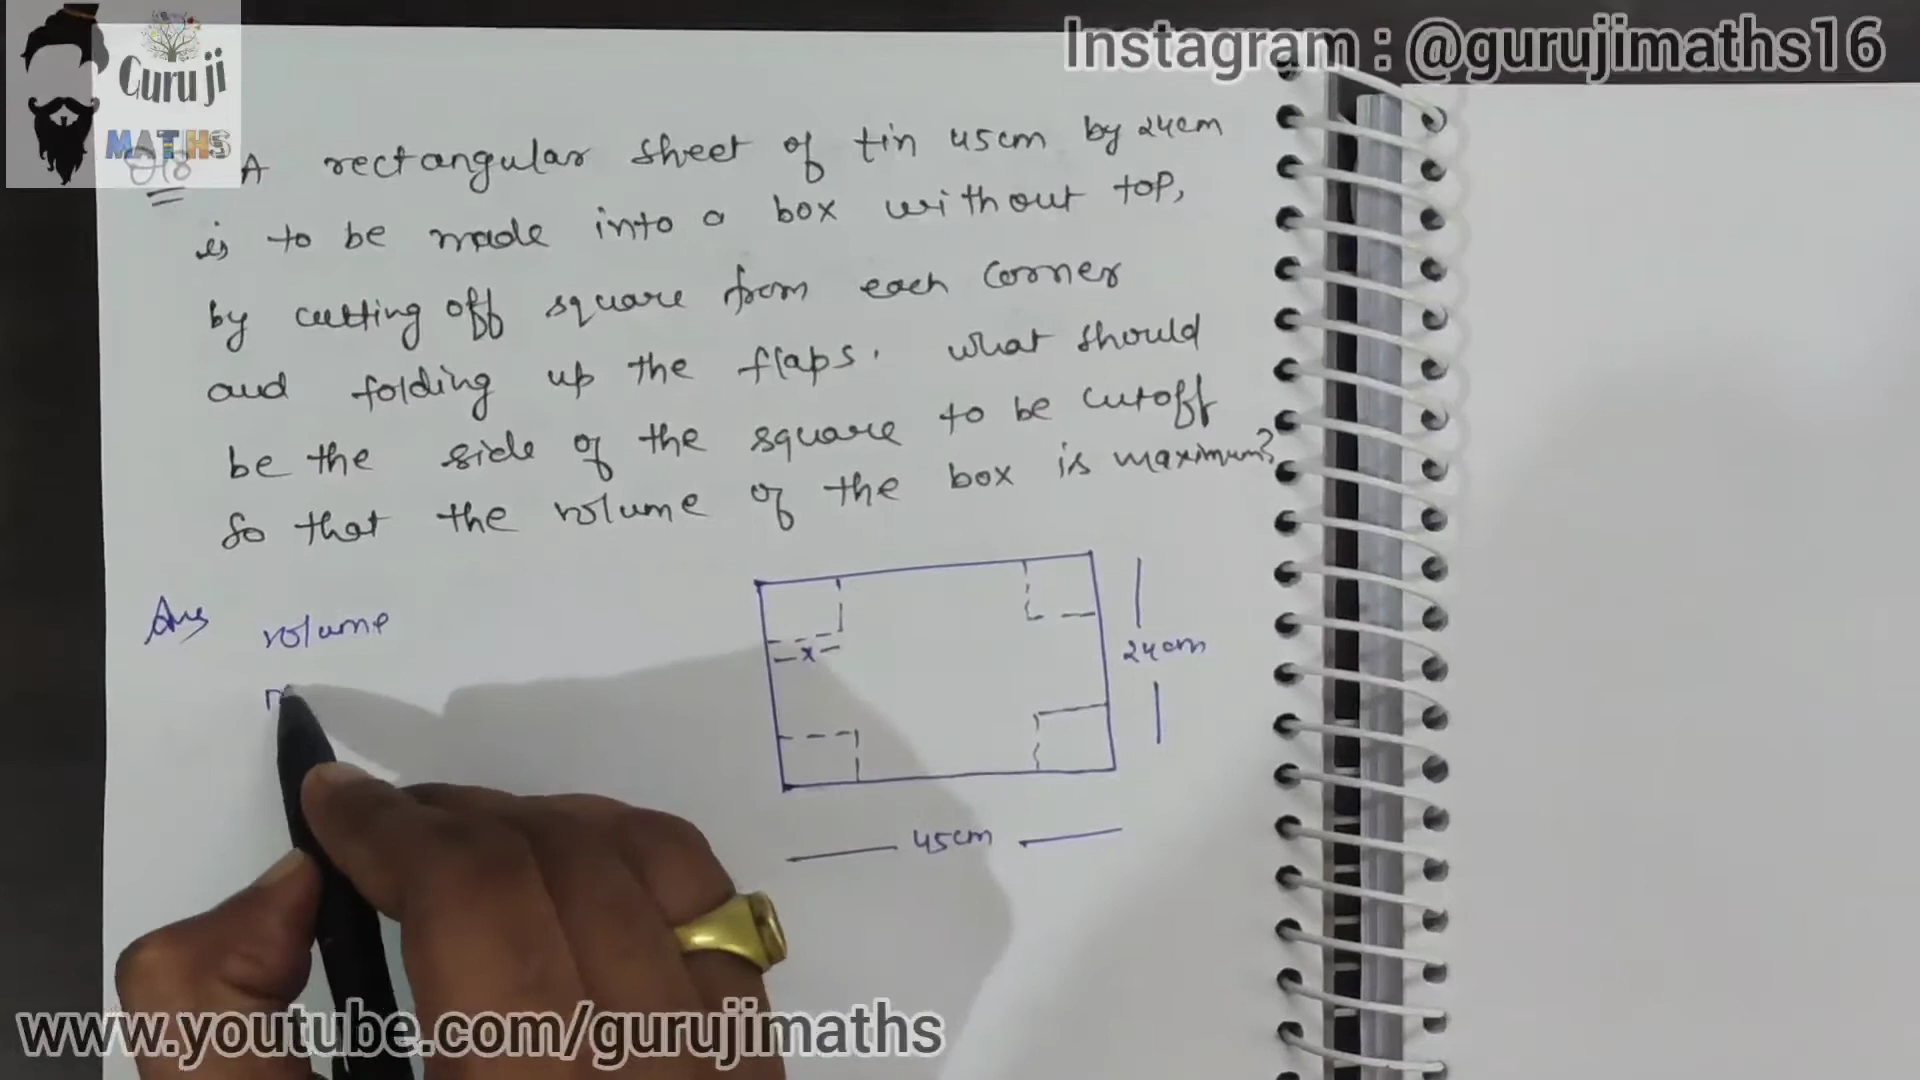 Instagram : @gurujimaths16
Guru ji
MATHS
Q18 A rectangular sheet of tin 45cm by 24cm
is to be made into a box without top,
by cutting off square from each corner
and folding up the flaps. what should
be the side of the square to be cutoff
so that the volume of the box is maximum?
Ans volume
x
24cm
45cm
www.youtube.com/gurujimaths